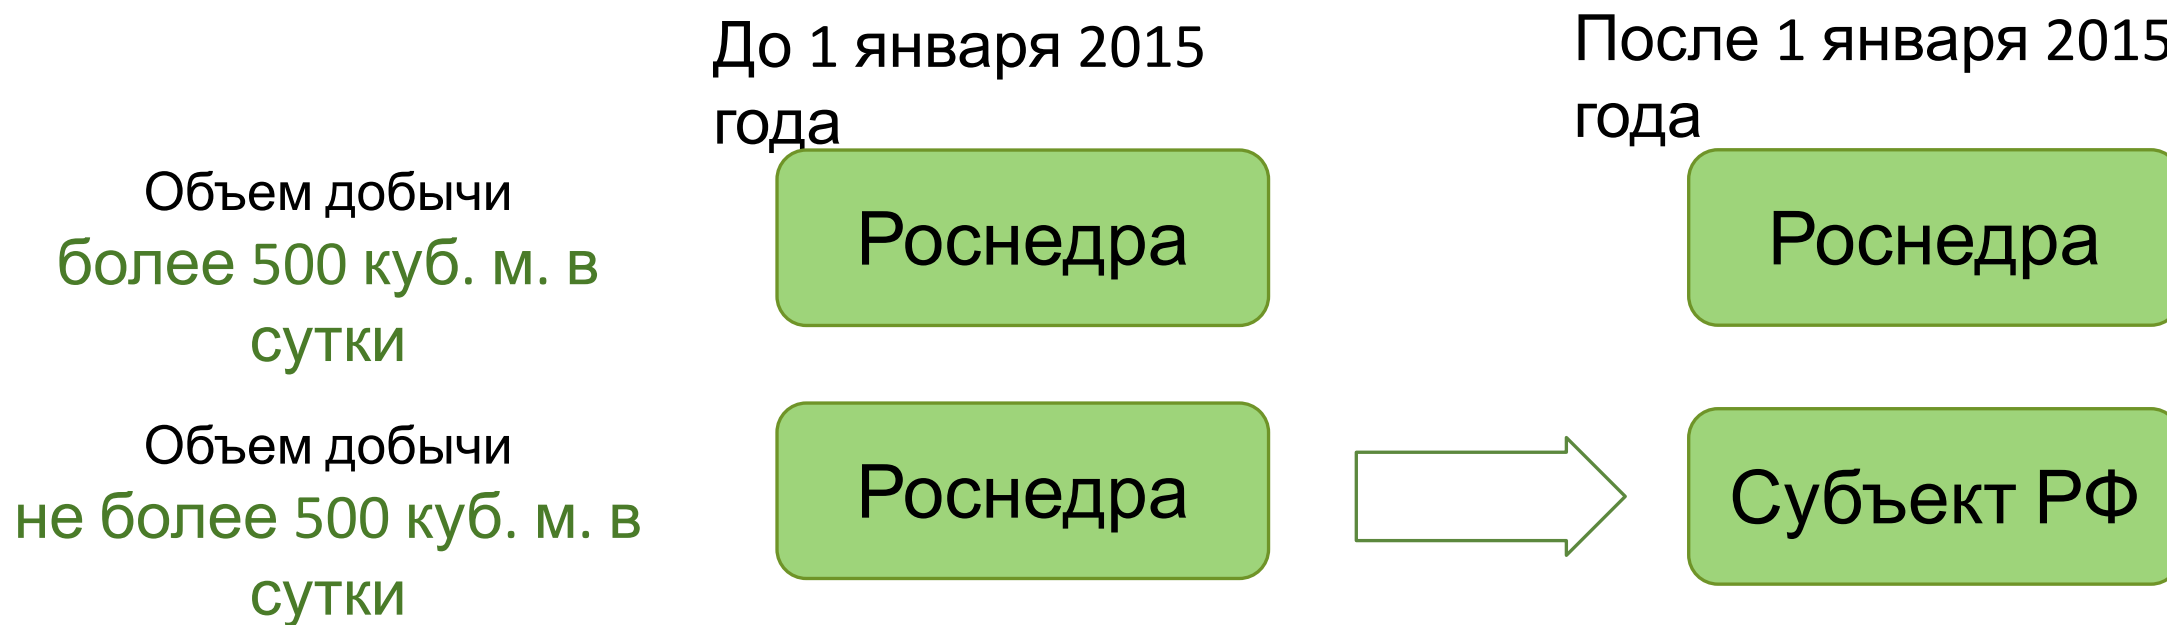 До 1 января 2015
года
После 1 января 2015
года
Объем добычи
более 500 куб. м. в
сутки
Роснедра
Роснедра
Объем добычи
не более 500 куб. м. в
сутки
Роснедра
Субъект РФ